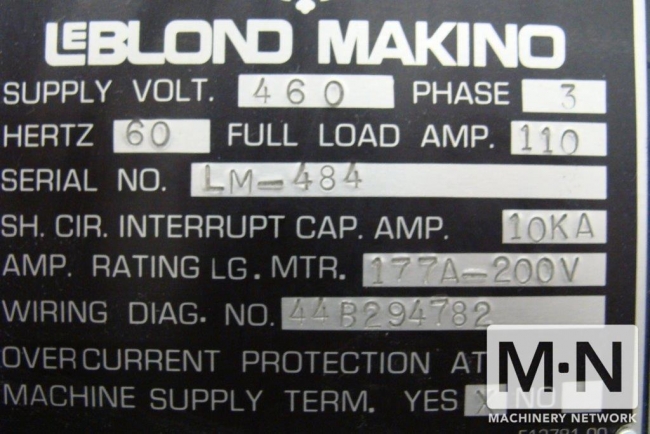 LEBLOND MAKINO
SUPPLY VOLT. 460 PHASE 3
HERTZ 60 FULL LOAD AMP. 110
SERIAL NO. LM-484
SH. CIR. INTERRUPT CAP. AMP. 10KA
AMP. RATING LG. MTR. 177A-200V
WIRING DIAG. NO. 44B294782
OVERCURRENT PROTECTION AT
MACHINE SUPPLY TERM. YES X NO
M·N
MACHINERY NETWORK